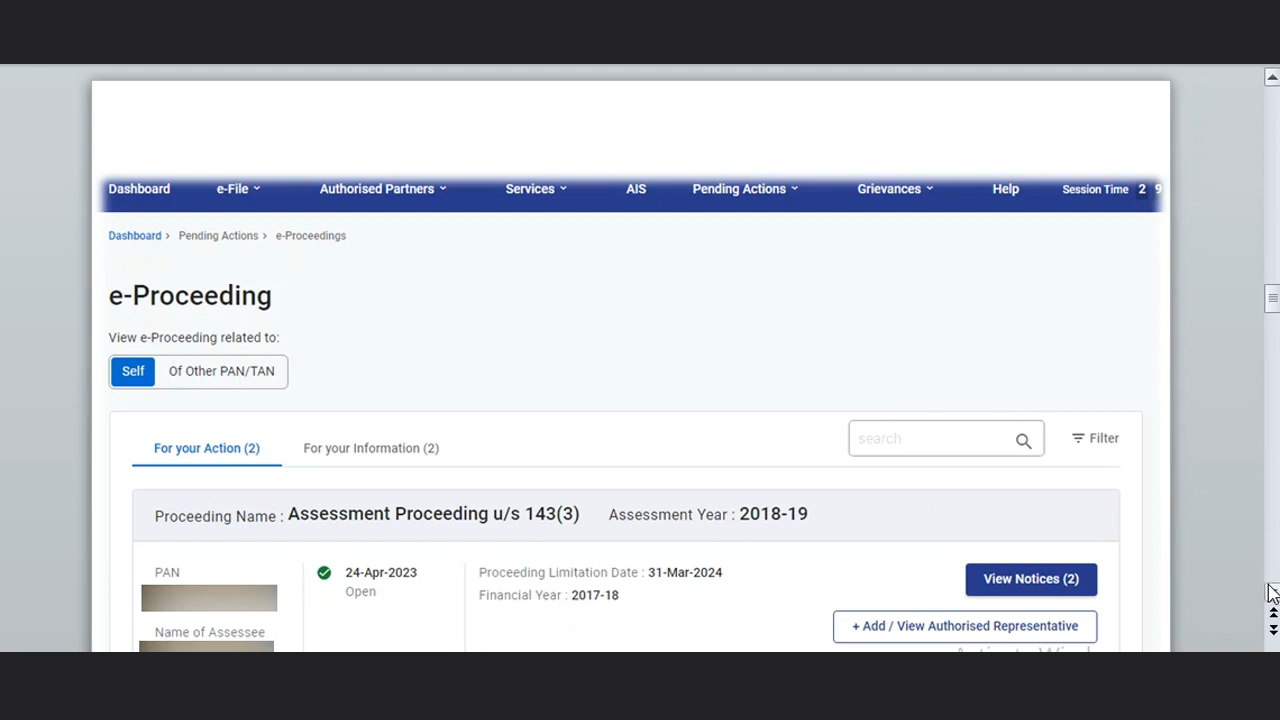 Dashboard e-File Authorised Partners Services AIS Pending Actions Grievances Help Session Time 2 9
Dashboard > Pending Actions > e-Proceedings
e-Proceeding
View e-Proceeding related to:
Self Of Other PAN/TAN
For your Action (2) For your Information (2) search Filter
Proceeding Name : Assessment Proceeding u/s 143(3) Assessment Year : 2018-19
PAN 24-Apr-2023 Proceeding Limitation Date : 31-Mar-2024 View Notices (2)
Open Financial Year : 2017-18
+ Add / View Authorised Representative
Name of Assessee